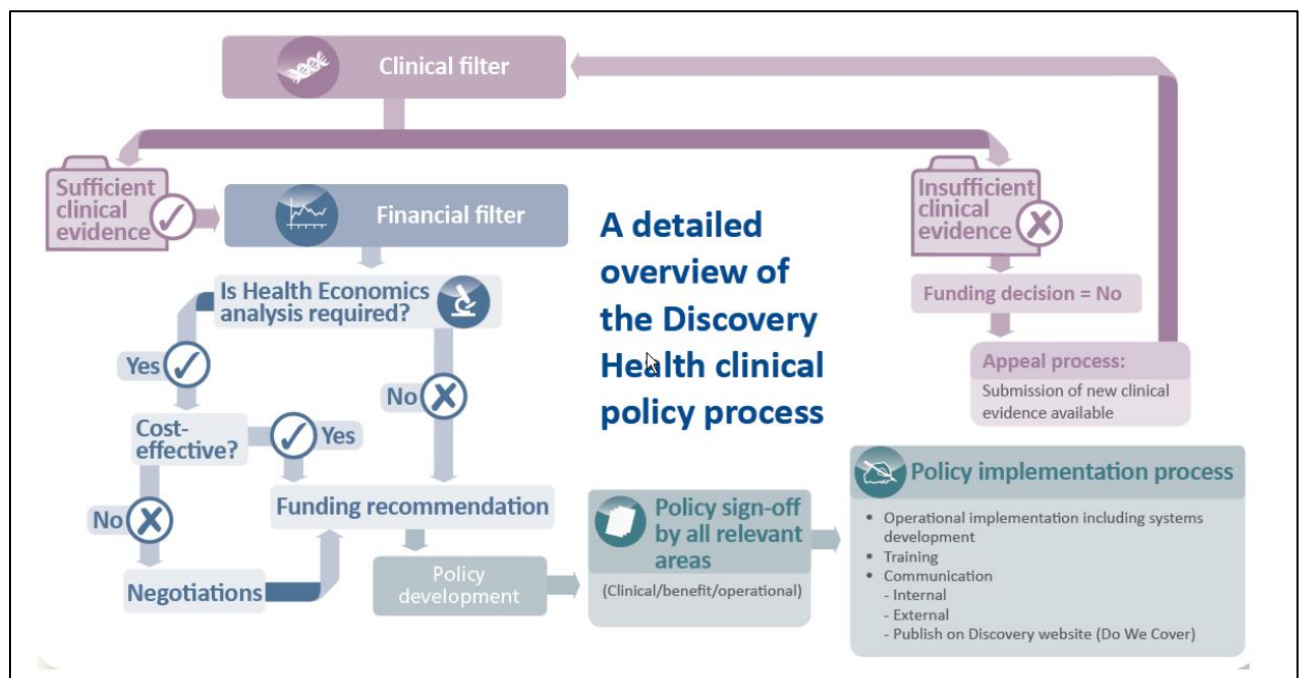 Clinical filter
Sufficient
clinical
evidence
Financial filter
Is Health Economics
analysis required?
Yes
No
Cost-
effective?
Yes
No
Negotiations
Funding recommendation
Policy
development
A detailed
overview of
the Discovery
Health clinical
policy process
Insufficient
clinical
evidence
Funding decision = No
Appeal process:
Submission of new clinical
evidence available
Policy sign-off
by all relevant
areas
(Clinical/benefit/operational)
Policy implementation process
• Operational implementation including systems
development
• Training
• Communication
- Internal
- External
- Publish on Discovery website (Do We Cover)